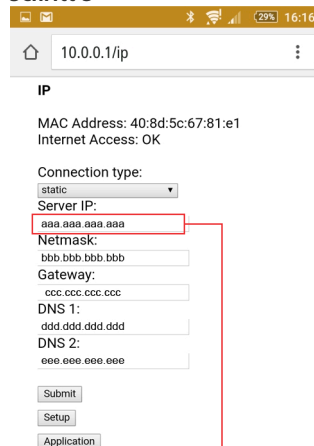 29% 16:16
10.0.0.1/ip
IP
MAC Address: 40:8d:5c:67:81:e1
Internet Access: OK
Connection type:
static
Server IP:
aaa.aaa.aaa.aaa
Netmask:
bbb.bbb.bbb.bbb
Gateway:
ccc.ccc.ccc.ccc
DNS 1:
ddd.ddd.ddd.ddd
DNS 2:
eee.eee.eee.eee
Submit
Setup
Application